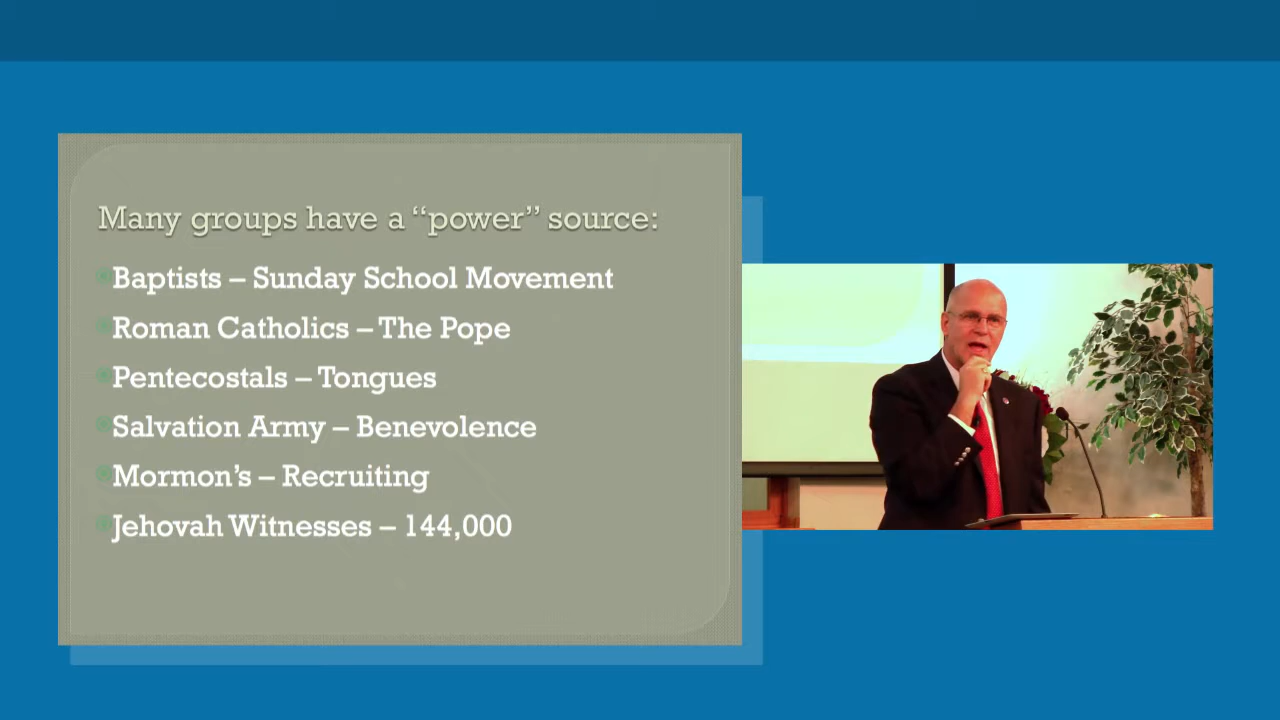 Many groups have a “power” source:
Baptists – Sunday School Movement
Roman Catholics – The Pope
Pentecostals – Tongues
Salvation Army – Benevolence
Mormon’s – Recruiting
Jehovah Witnesses – 144,000